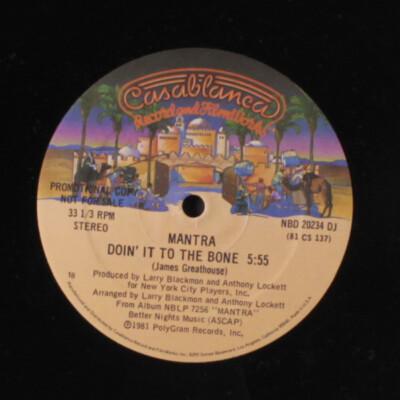 Casablanca
Record and FilmWorks
PROMOTIONAL COPY
NOT FOR SALE
33 1/3 RPM
STEREO
NBD 20234 DJ
(81 CS 137)
MANTRA
DOIN' IT TO THE BONE 5:55
(James Greathouse)
18
Produced by Larry Blackmon and Anthony Lockett
for New York City Players, Inc.
Arranged by Larry Blackmon and Anthony Lockett
From Album NBLP 7256 "MANTRA"
Better Nights Music (ASCAP)
Ⓟ1981 PolyGram Records, Inc.